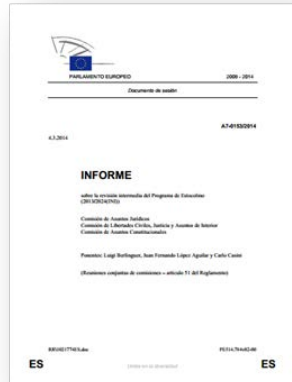 PARLAMENTO EUROPEO 2009 - 2014
Documento de sesión
A7-0153/2014
4.3.2014
INFORME
sobre la revisión intermedia del Programa de Estocolmo
(2013/2024(INI))
Comisión de Asuntos Jurídicos
Comisión de Libertades Civiles, Justicia y Asuntos de Interior
Comisión de Asuntos Constitucionales
Ponentes: Luigi Berlinguer, Juan Fernando López Aguilar y Carlo Casini
(Reuniones conjuntas de comisiones – artículo 51 del Reglamento)
ES ES